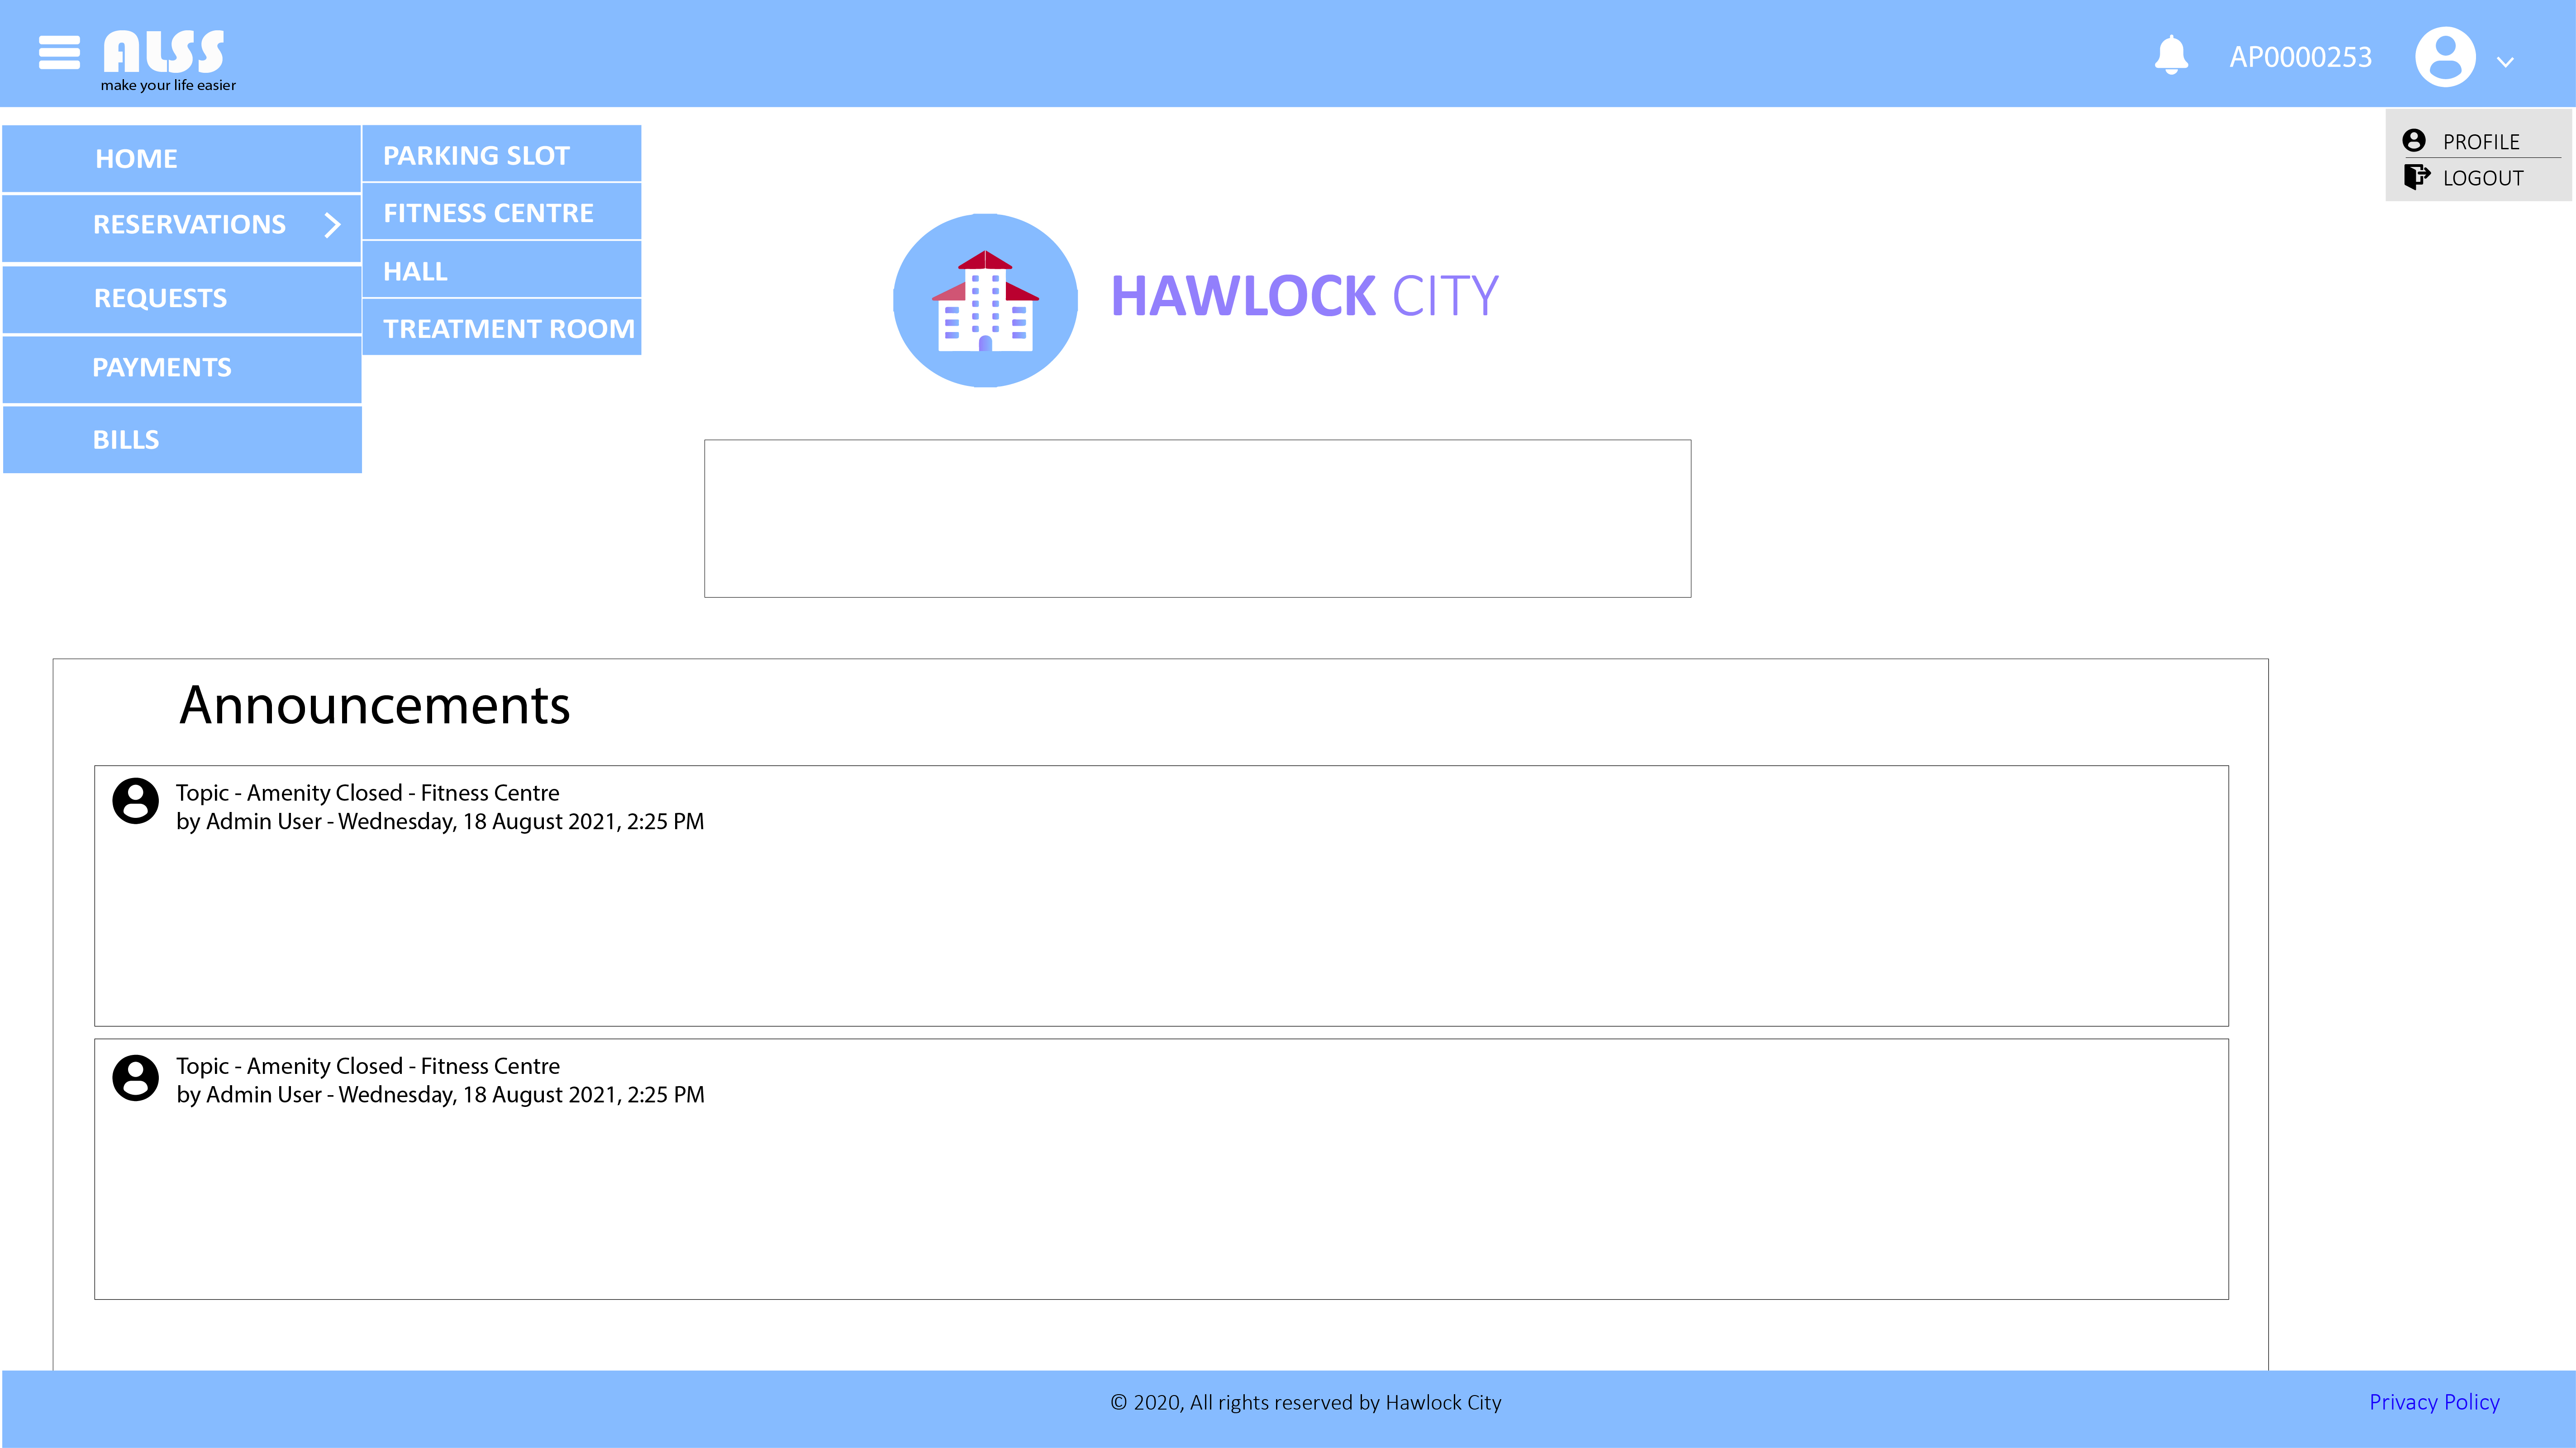 ALSS
make your life easier
AP0000253
PROFILE
LOGOUT
HOME
RESERVATIONS
REQUESTS
PAYMENTS
BILLS
PARKING SLOT
FITNESS CENTRE
HALL
TREATMENT ROOM
HAWLOCK CITY
Announcements
Topic - Amenity Closed - Fitness Centre
by Admin User - Wednesday, 18 August 2021, 2:25 PM
Topic - Amenity Closed - Fitness Centre
by Admin User - Wednesday, 18 August 2021, 2:25 PM
© 2020, All rights reserved by Hawlock City
Privacy Policy